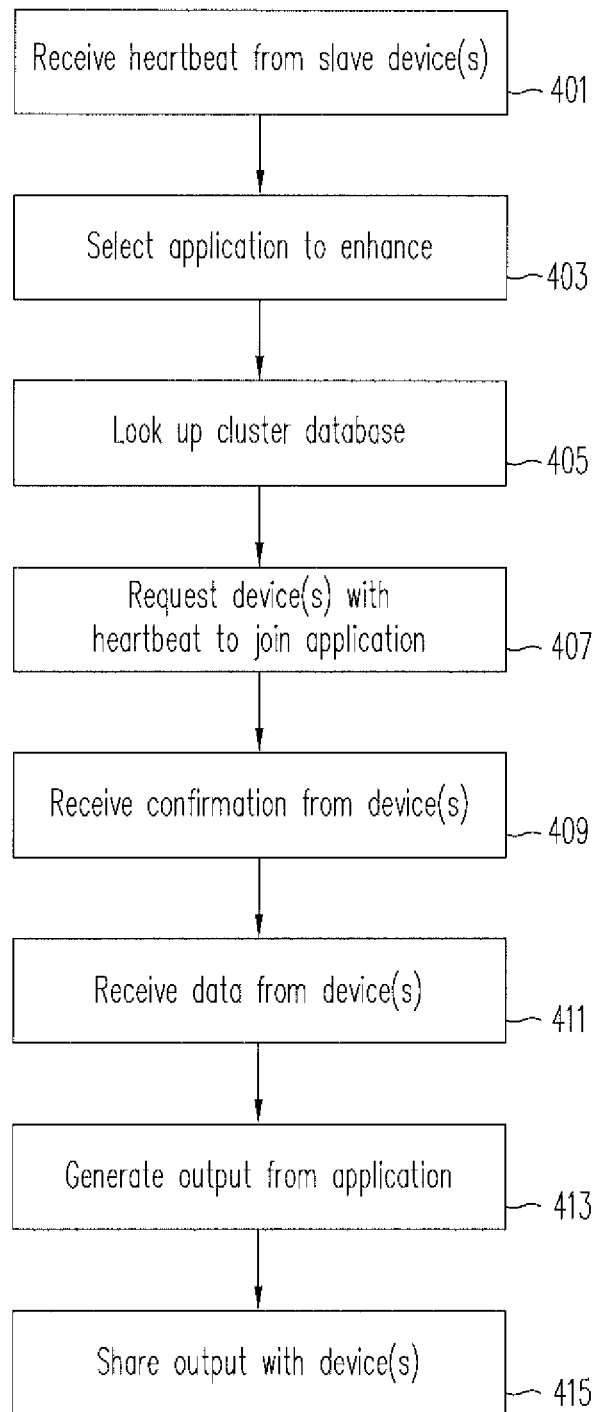 Receive heartbeat from slave device(s)
401
Select application to enhance
403
Look up cluster database
405
Request device(s) with
heartbeat to join application
407
Receive confirmation from device(s)
409
Receive data from device(s)
411
Generate output from application
413
Share output with device(s)
415